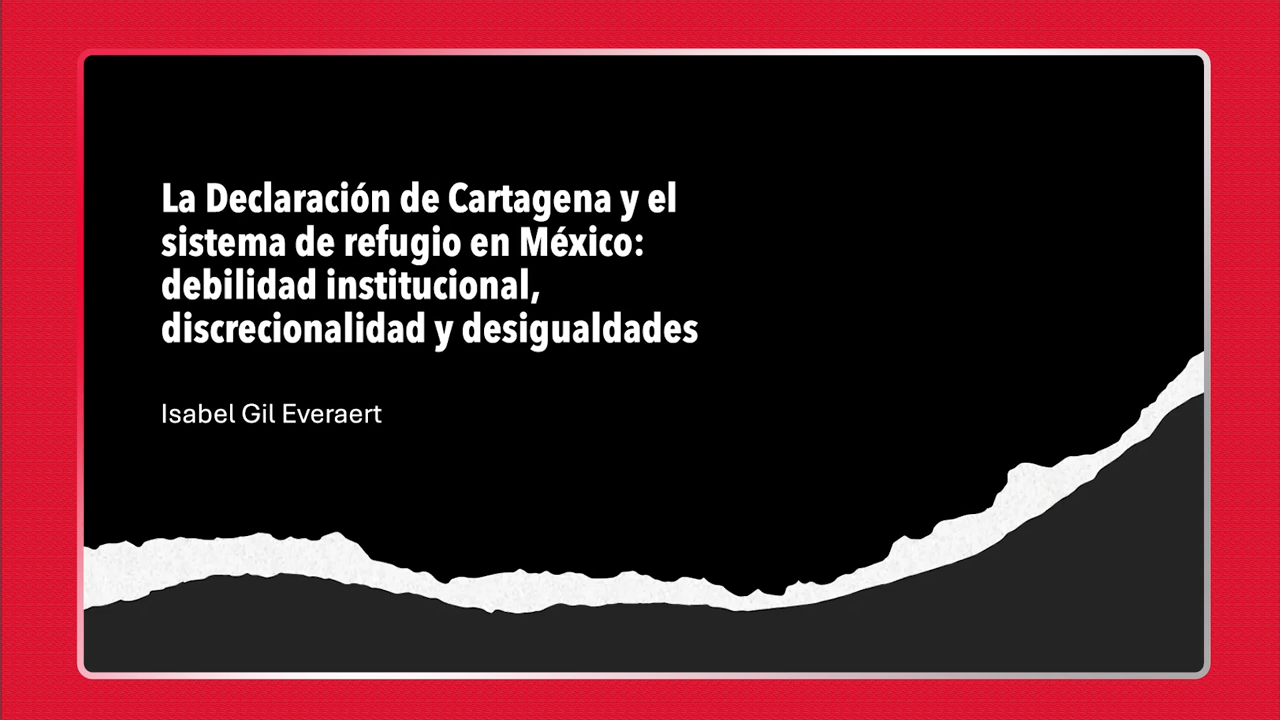 La Declaración de Cartagena y el
sistema de refugio en México:
debilidad institucional,
discrecionalidad y desigualdades
Isabel Gil Everaert